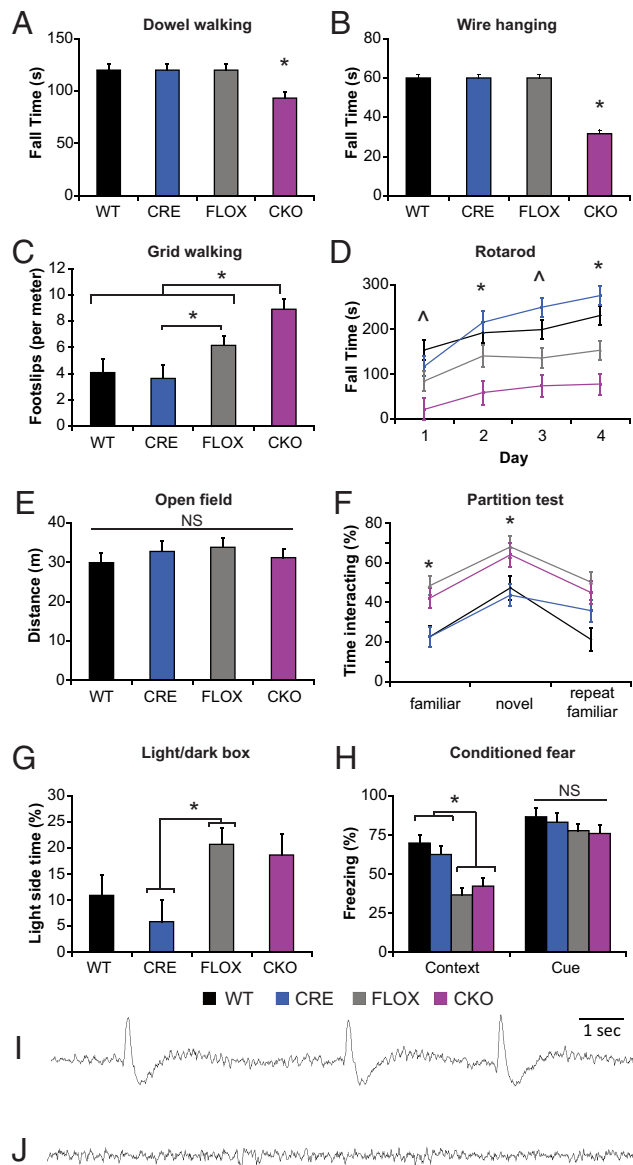 A
Dowel walking
Fall Time (s)
150
100
50
0
*
WT CRE FLOX CKO
B
Wire hanging
Fall Time (s)
80
60
40
20
0
*
WT CRE FLOX CKO
C
Grid walking
Footslips (per meter)
12
10
8
6
4
2
0
*
*
WT CRE FLOX CKO
D
Rotarod
Fall Time (s)
300
200
100
0
^ * ^ *
1 2 3 4
Day
E
Open field
NS
Distance (m)
40
30
20
10
0
WT CRE FLOX CKO
F
Partition test
Time interacting (%)
80
60
40
20
0
* *
familiar novel repeat
familiar
G
Light/dark box
Light side time (%)
30
25
20
15
10
5
0
*
WT CRE FLOX CKO
H
Conditioned fear
Freezing (%)
100
75
50
25
0
* NS
Context Cue
WT CRE FLOX CKO
1 sec
I
J